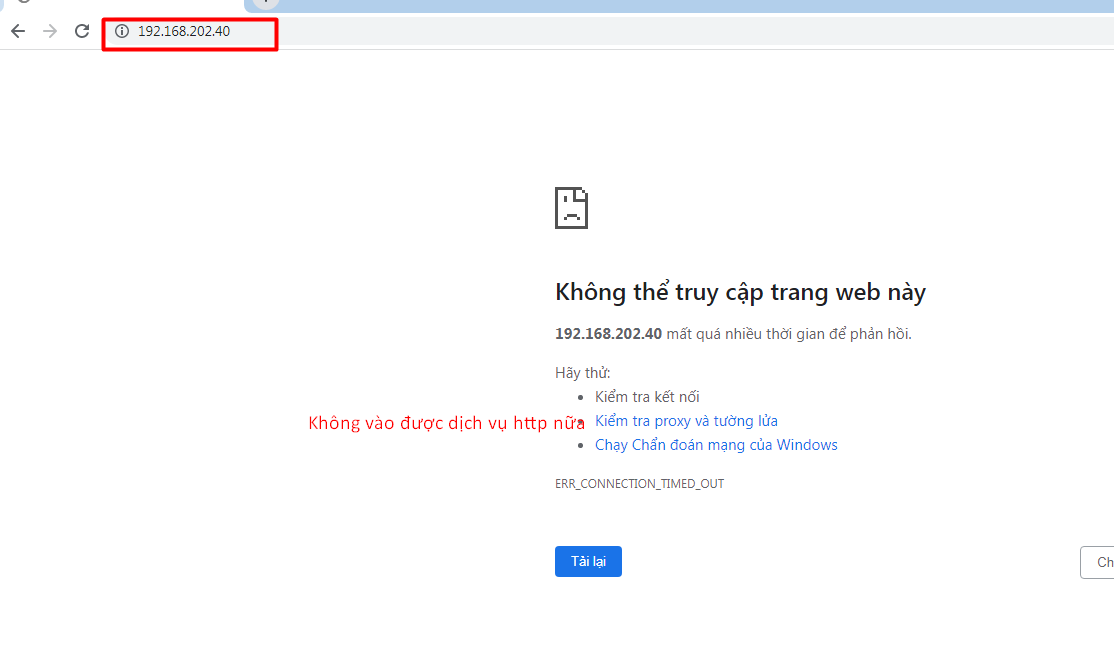 192.168.202.40
Không thể truy cập trang web này
192.168.202.40 mất quá nhiều thời gian để phản hồi.
Hãy thử:
Kiểm tra kết nối
Không vào được dịch vụ http nữa
Kiểm tra proxy và tường lửa
Chạy Chẩn đoán mạng của Windows
ERR_CONNECTION_TIMED_OUT
Tải lại